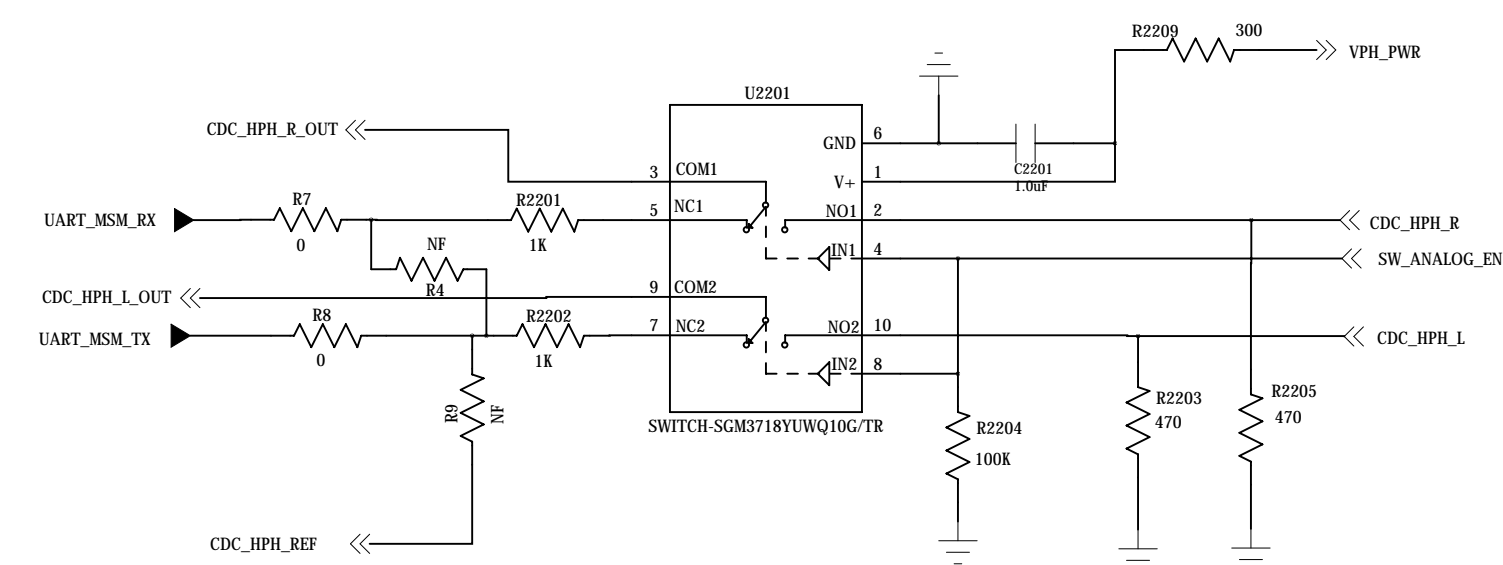 R2209
300
VPH_PWR
U2201
CDC_HPH_R_OUT
GND
6
C2201
1.0uF
3
COM1
V+
1
R7
0
R2201
1K
UART_MSM_RX
5
NC1
NO1
2
CDC_HPH_R
NF
R4
IN1
4
SW_ANALOG_EN
CDC_HPH_L_OUT
9
COM2
R8
0
R2202
1K
UART_MSM_TX
7
NC2
NO2
10
CDC_HPH_L
IN2
8
R9
NF
SWITCH-SGM3718YUWQ10G/TR
R2204
100K
R2203
470
R2205
470
CDC_HPH_REF